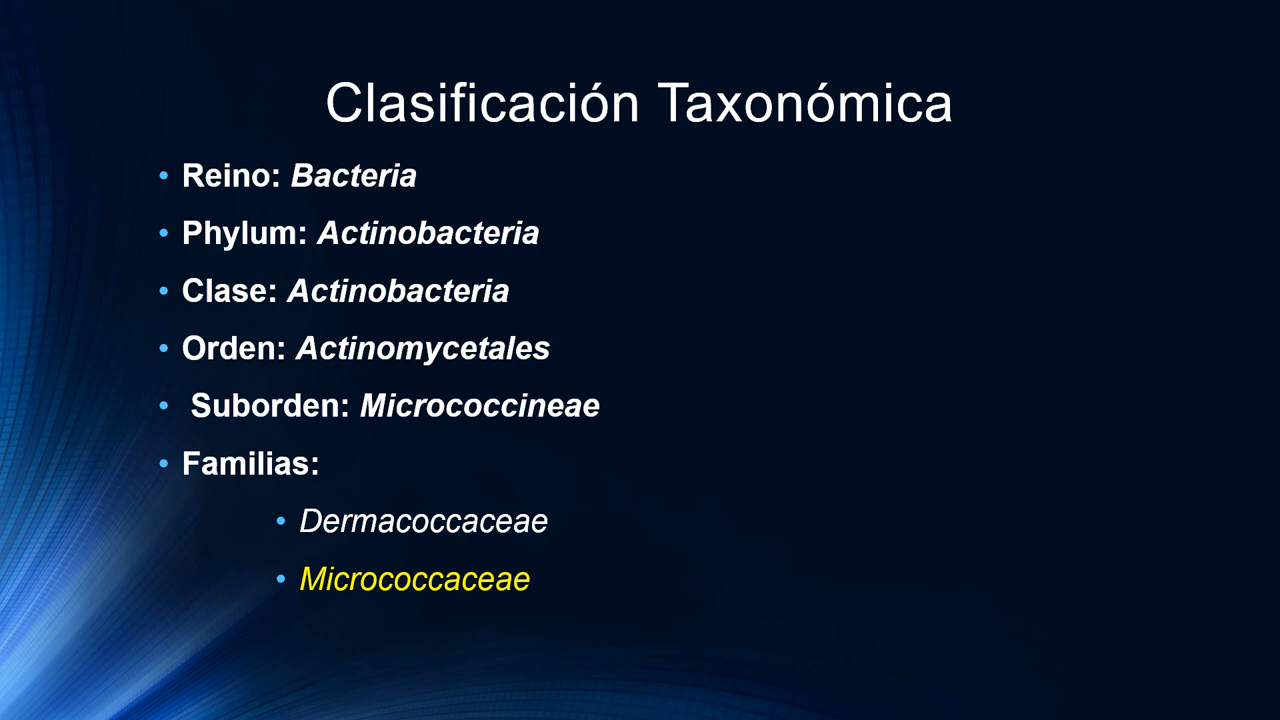 Clasificación Taxonómica
• Reino: Bacteria
• Phylum: Actinobacteria
• Clase: Actinobacteria
• Orden: Actinomycetales
• Suborden: Micrococcineae
• Familias:
• Dermacoccaceae
• Micrococcaceae